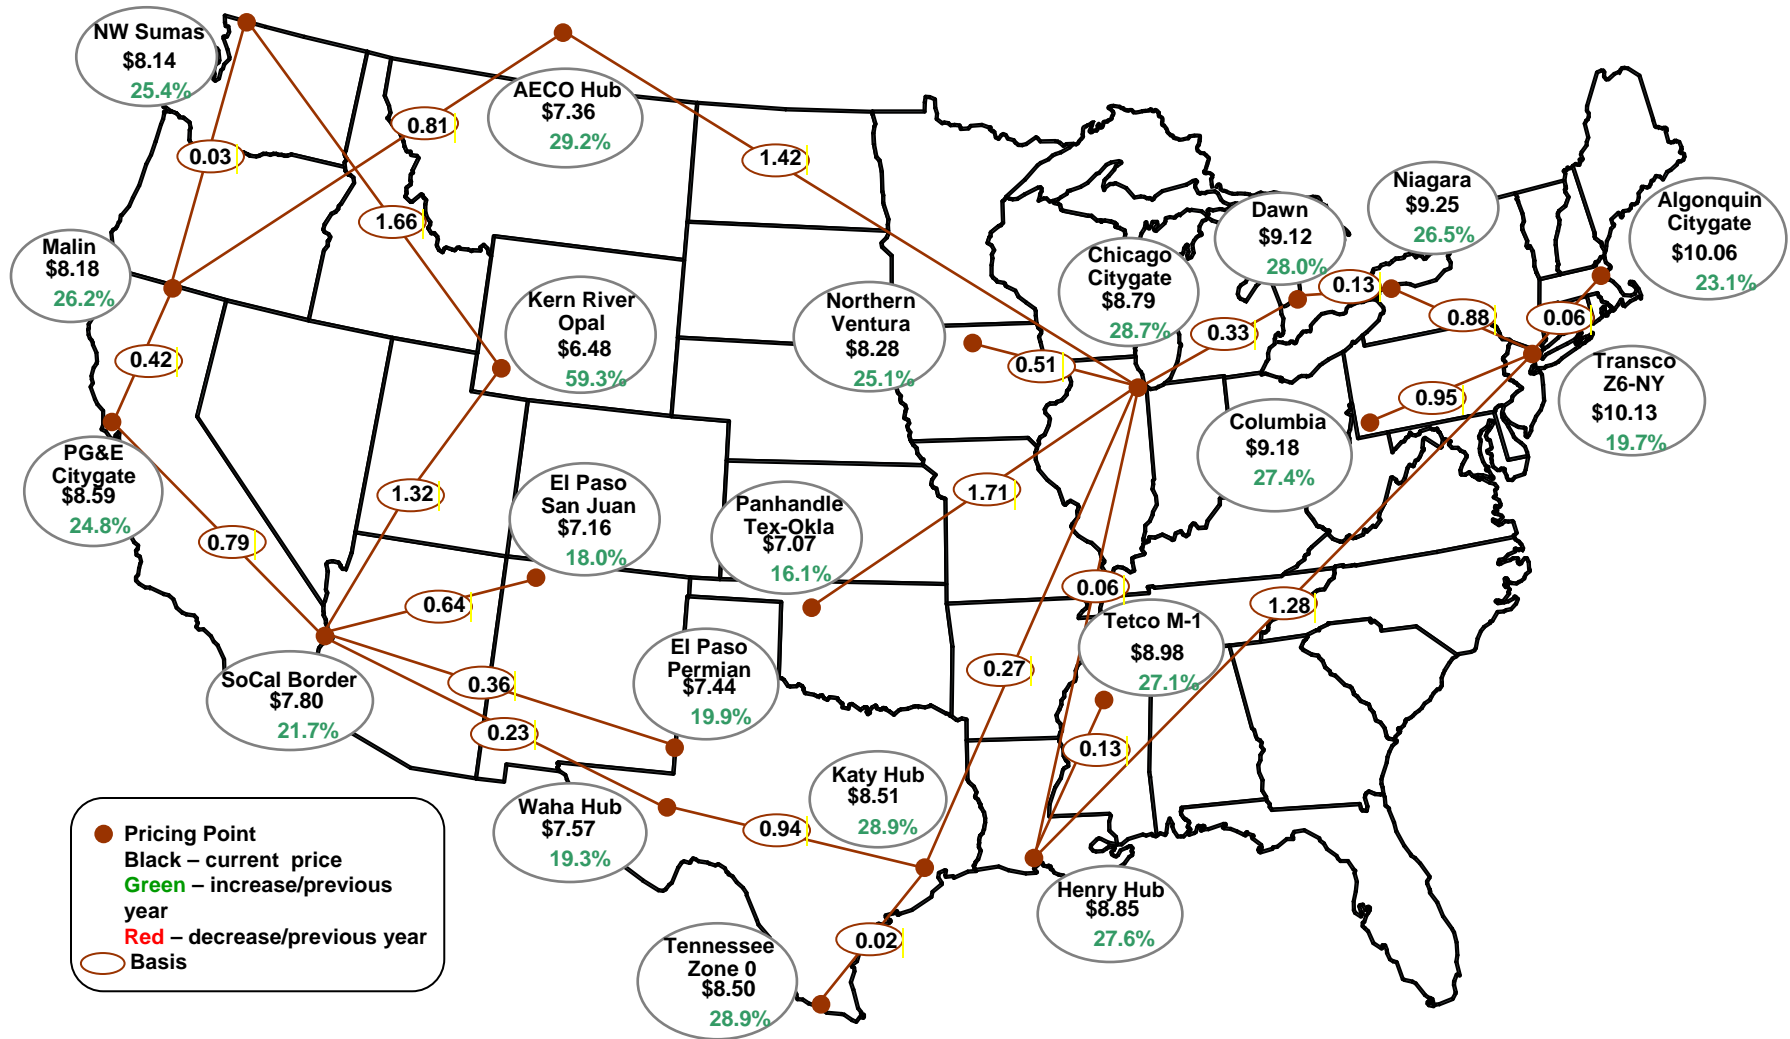 NW Sumas
$8.14
25.4%
AECO Hub
$7.36
29.2%
0.81
0.03
1.42
1.66
Malin
$8.18
26.2%
Kern River
Opal
$6.48
59.3%
Northern
Ventura
$8.28
25.1%
Chicago
Citygate
$8.79
28.7%
Dawn
$9.12
28.0%
Niagara
$9.25
26.5%
Algonquin
Citygate
$10.06
23.1%
0.13
0.88
0.06
0.33
0.51
0.42
0.95
Transco
Z6-NY
$10.13
19.7%
Columbia
$9.18
27.4%
PG&E
Citygate
$8.59
24.8%
1.32
El Paso
San Juan
$7.16
18.0%
Panhandle
Tex-Okla
$7.07
16.1%
1.71
0.79
0.64
0.06
1.28
Tetco M-1
$8.98
27.1%
El Paso
Permian
$7.44
19.9%
0.27
SoCal Border
$7.80
21.7%
0.36
0.23
0.13
Waha Hub
$7.57
19.3%
0.94
Katy Hub
$8.51
28.9%
Henry Hub
$8.85
27.6%
Tennessee
Zone 0
$8.50
28.9%
0.02
Pricing Point
Black – current price
Green – increase/previous
year
Red – decrease/previous year
Basis